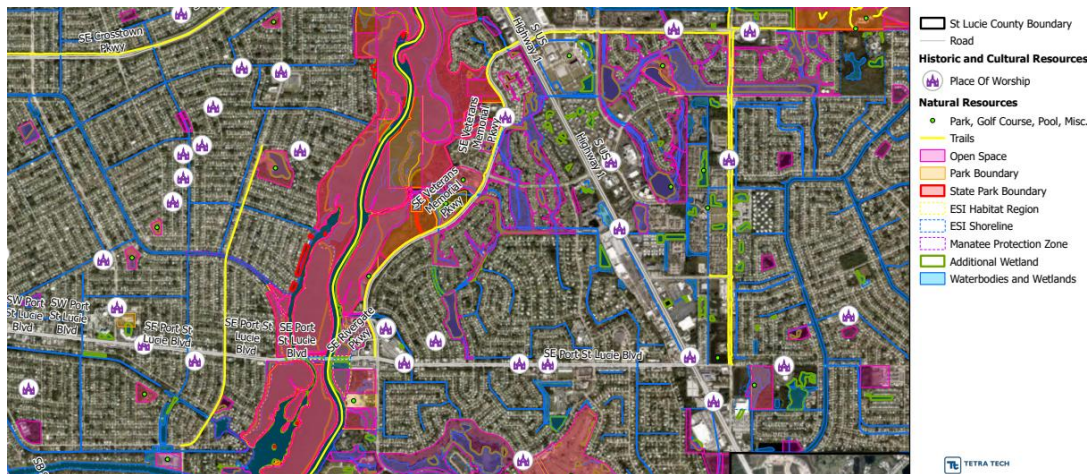 SE Crosstown
Pkwy
S US
Highway 1
SE Veterans
Memorial
Pkwy
S US
Highway 1
SE Veterans
Memorial
Pkwy
SW Port
St Lucie
Blvd
SW Port
St Lucie
Blvd
SE Port St
Lucie Blvd
SE Port St
Lucie
Blvd
SE Port
St Lucie
Blvd
SE Rivergate
Pkwy
SE Port St Lucie Blvd
St Lucie County Boundary
Road
Historic and Cultural Resources
Place Of Worship
Natural Resources
Park, Golf Course, Pool, Misc.
Trails
Open Space
Park Boundary
State Park Boundary
ESI Habitat Region
ESI Shoreline
Manatee Protection Zone
Additional Wetland
Waterbodies and Wetlands
Tt TETRA TECH